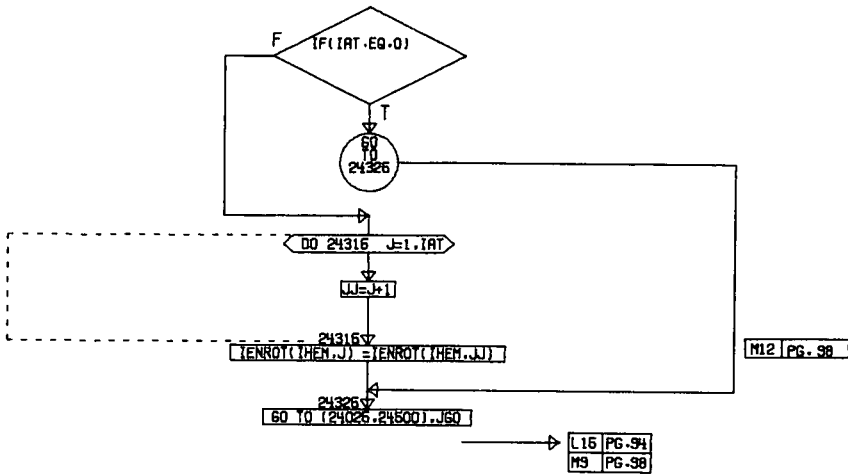 IF(IAT.EQ.0)
F
T
GO
TO
24326
DO 24316 J=1,IAT
JJ=J+1
24316
IENROT(IHEM,J) =IENROT(IHEM,JJ)
M12 PG. 98
24326
GO TO (24026,24500),JGO
L16 PG.94
M9 PG.98